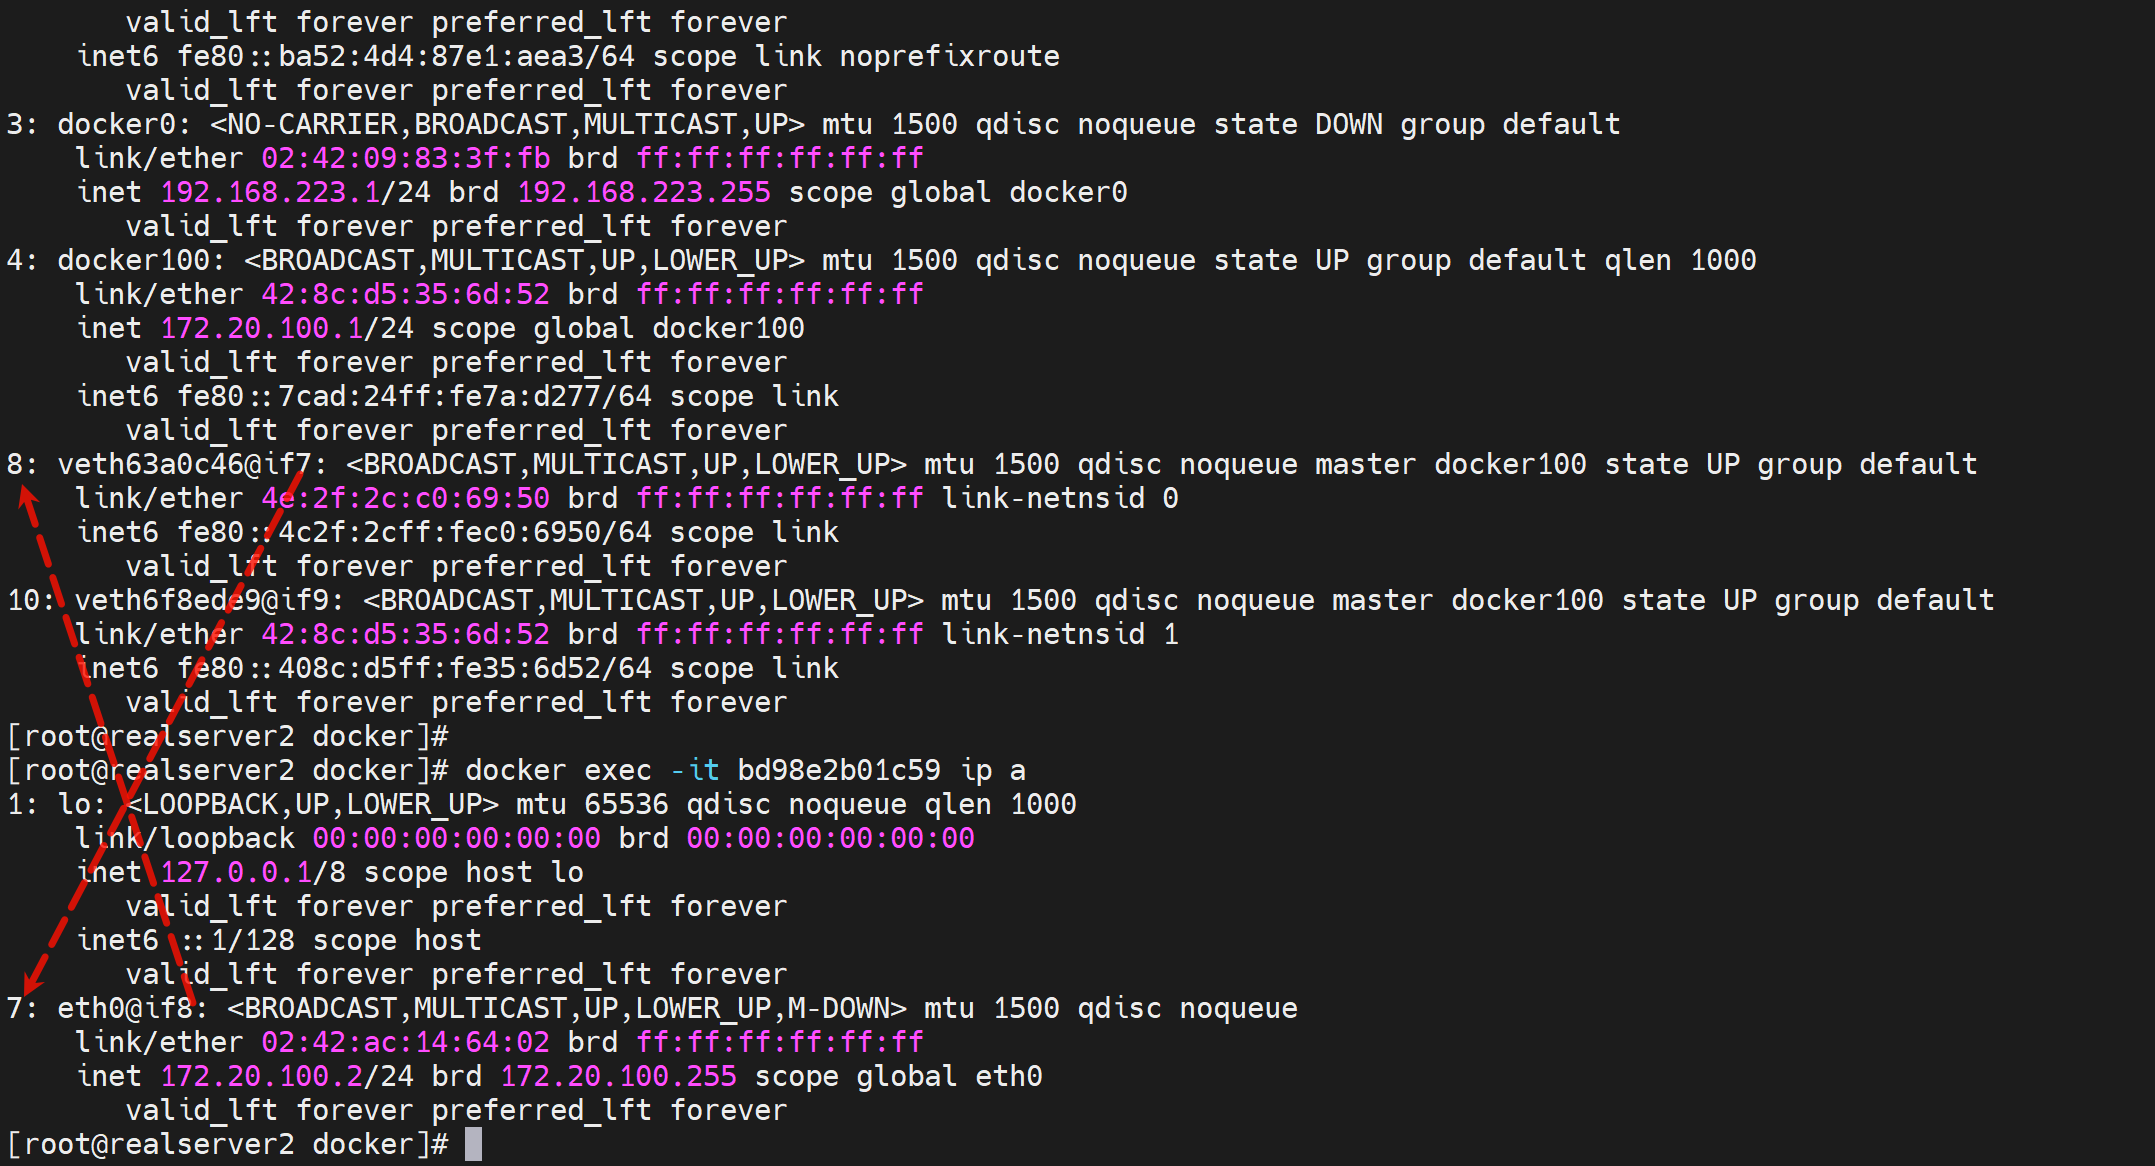 valid_lft forever preferred_lft forever
inet6 fe80::ba52:4d4:87e1:aea3/64 scope link noprefixroute
valid_lft forever preferred_lft forever
3: docker0: <NO-CARRIER,BROADCAST,MULTICAST,UP> mtu 1500 qdisc noqueue state DOWN group default
link/ether 02:42:09:83:3f:fb brd ff:ff:ff:ff:ff:ff
inet 192.168.223.1/24 brd 192.168.223.255 scope global docker0
valid_lft forever preferred_lft forever
4: docker100: <BROADCAST,MULTICAST,UP,LOWER_UP> mtu 1500 qdisc noqueue state UP group default qlen 1000
link/ether 42:8c:d5:35:6d:52 brd ff:ff:ff:ff:ff:ff
inet 172.20.100.1/24 scope global docker100
valid_lft forever preferred_lft forever
inet6 fe80::7cad:24ff:fe7a:d277/64 scope link
valid_lft forever preferred_lft forever
8: veth63a0c46@if7: <BROADCAST,MULTICAST,UP,LOWER_UP> mtu 1500 qdisc noqueue master docker100 state UP group default
link/ether 4e:2f:2c:c0:69:50 brd ff:ff:ff:ff:ff:ff link-netnsid 0
inet6 fe80::4c2f:2cff:fec0:6950/64 scope link
valid_lft forever preferred_lft forever
10: veth6f8ede9@if9: <BROADCAST,MULTICAST,UP,LOWER_UP> mtu 1500 qdisc noqueue master docker100 state UP group default
link/ether 42:8c:d5:35:6d:52 brd ff:ff:ff:ff:ff:ff link-netnsid 1
inet6 fe80::408c:d5ff:fe35:6d52/64 scope link
valid_lft forever preferred_lft forever
[root@realserver2 docker]#
[root@realserver2 docker]# docker exec -it bd98e2b01c59 ip a
1: lo: <LOOPBACK,UP,LOWER_UP> mtu 65536 qdisc noqueue qlen 1000
link/loopback 00:00:00:00:00:00 brd 00:00:00:00:00:00
inet 127.0.0.1/8 scope host lo
valid_lft forever preferred_lft forever
inet6 ::1/128 scope host
valid_lft forever preferred_lft forever
7: eth0@if8: <BROADCAST,MULTICAST,UP,LOWER_UP,M-DOWN> mtu 1500 qdisc noqueue
link/ether 02:42:ac:14:64:02 brd ff:ff:ff:ff:ff:ff
inet 172.20.100.2/24 brd 172.20.100.255 scope global eth0
valid_lft forever preferred_lft forever
[root@realserver2 docker]#